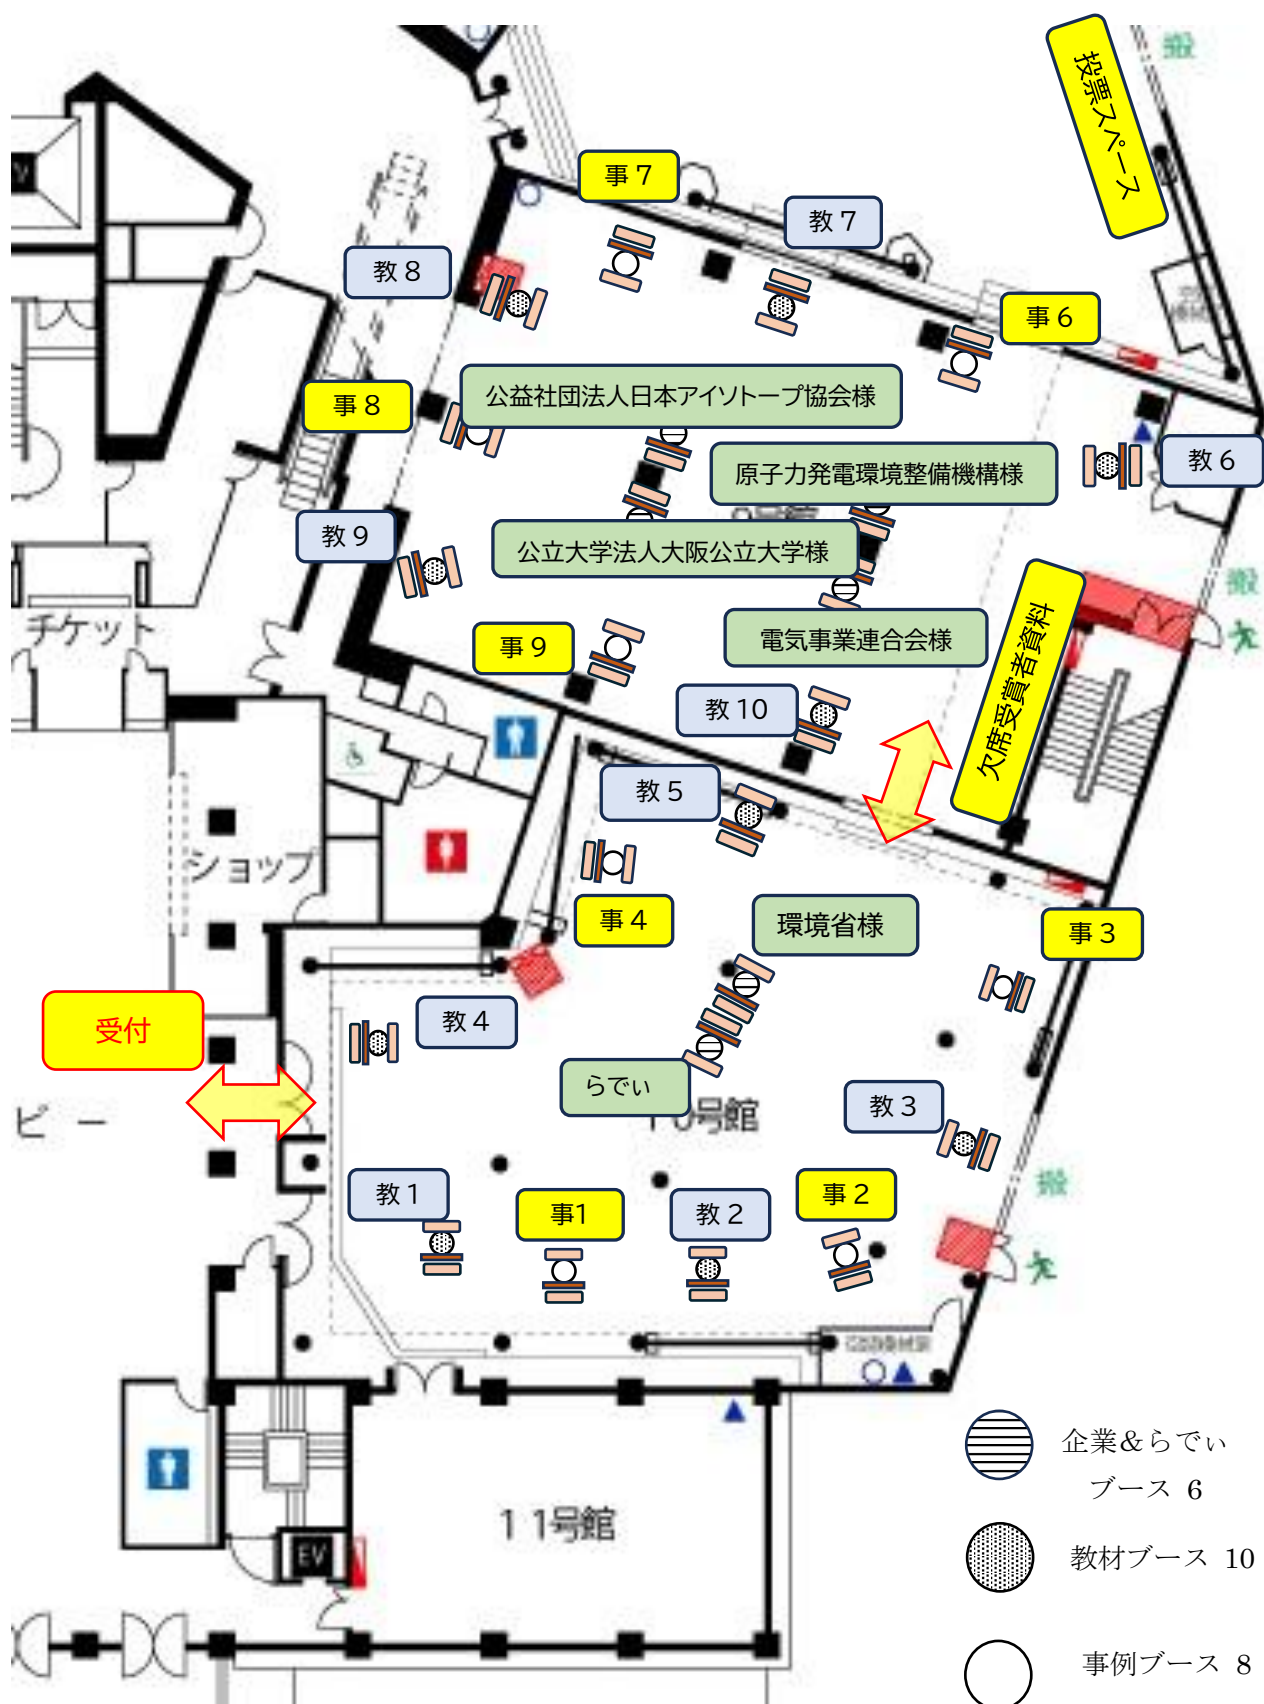 搬
投票スペース
事７
教７
教８
事６
公益社団法人日本アイソトープ協会様
事８
原子力発電環境整備機構様
教６
号館
教９
公立大学法人大阪公立大学様
搬
チケット
電気事業連合会様
欠席受賞者資料
事９
教10
教５
ショップ
事４
環境省様
事３
受付
教４
らでぃ
10号館
教３
ビー
搬
教１
事1
教２
事２
企業＆らでぃ
ブース 6
11号館
EV
教材ブース 10
事例ブース 8